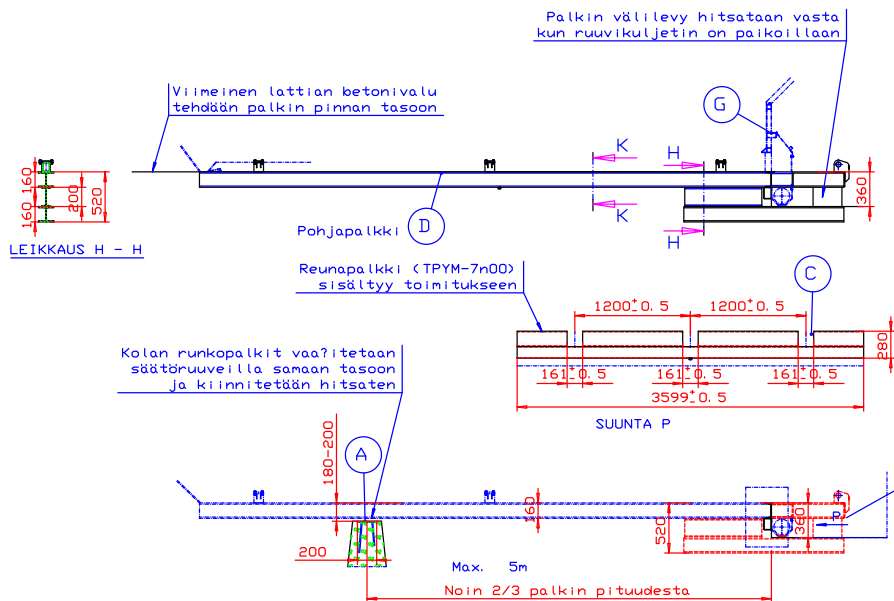 Palkin välilevy hitsataan vasta
kun ruuvikuljetin on paikoillaan
Viimeinen lattian betonivalu
tehdään palkin pinnan tasoon
G
K
H
160
200
520
160
360
D
K
Pohjapalkki
H
LEIKKAUS H - H
Reunapalkki (TPYM-7n00)
sisältyy toimitukseen
C
1200±0.5
1200±0.5
280
Kolan runkopalkit vaa?itetaan
säätöruuveilla samaan tasoon
ja kiinnitetään hitsaten
161±0.5
161±0.5
161±0.5
3599±0.5
SUUNTA P
A
180-200
160
520
360
P
200
Max. 5m
Noin 2/3 palkin pituudesta